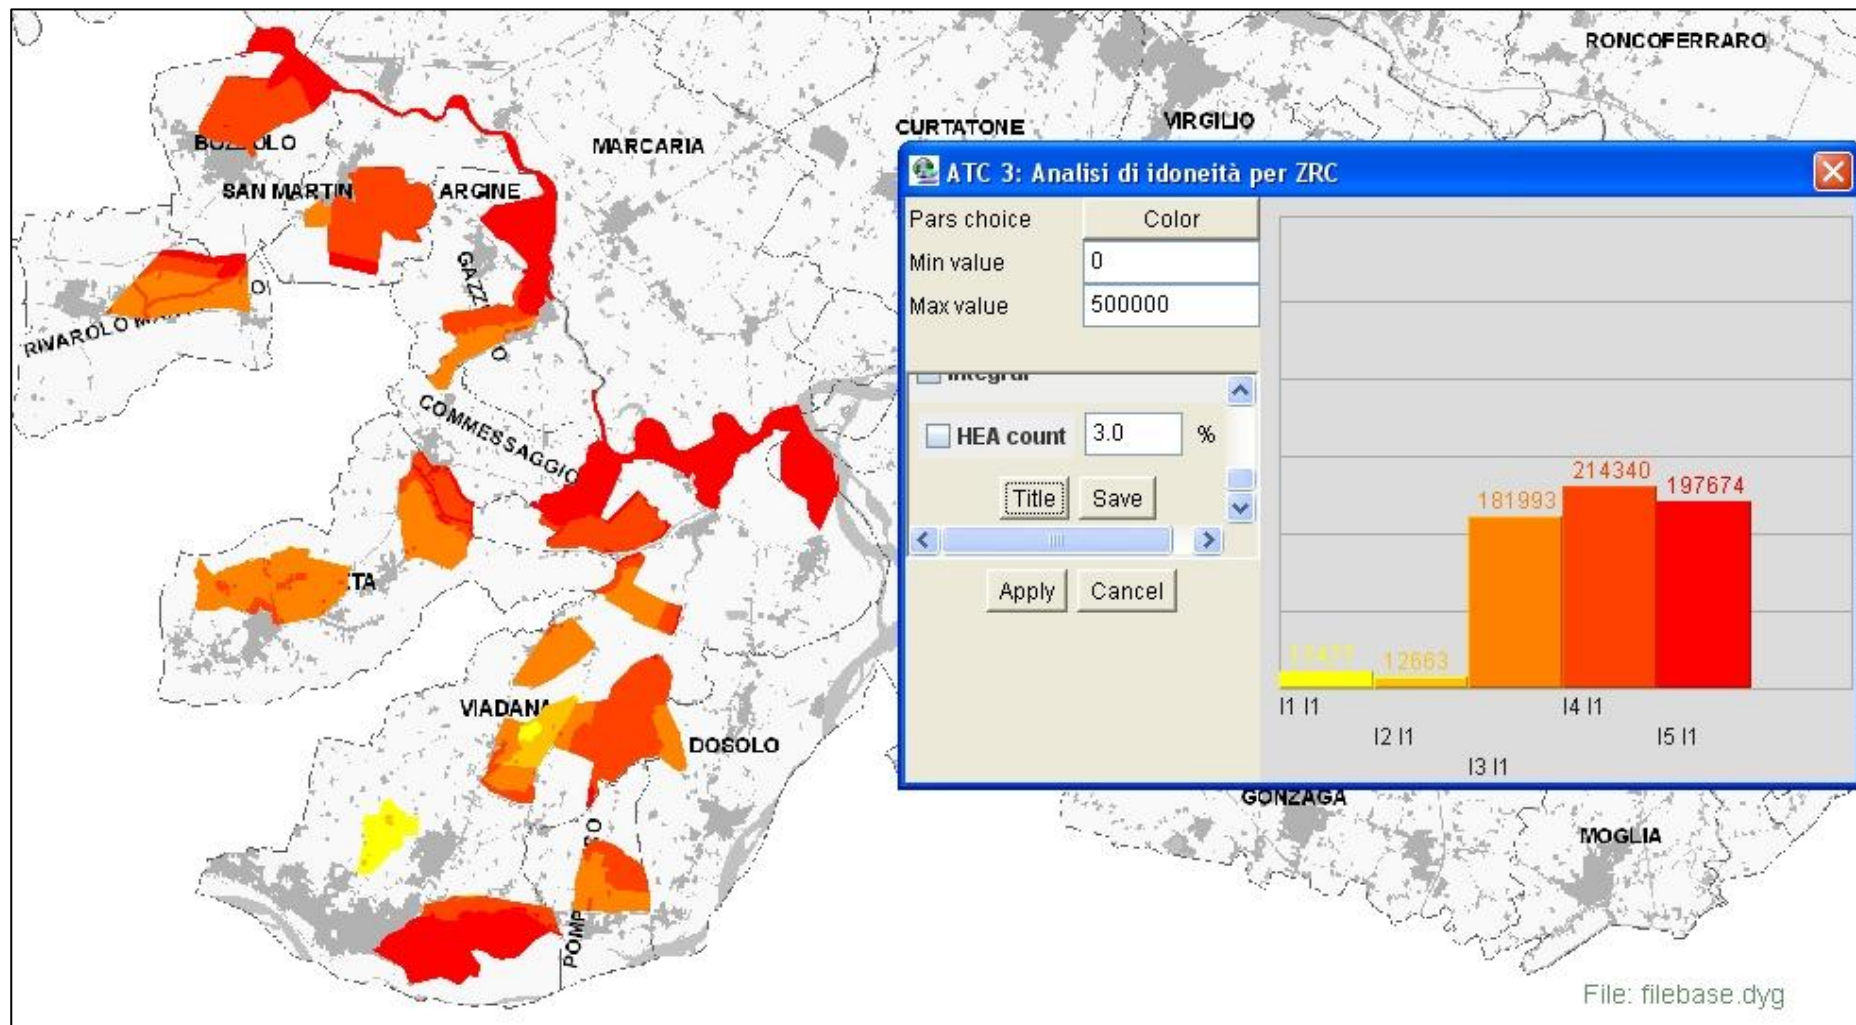 RONCOFERRARO
CURTATONE
VIRGILIO
MARCARIA
SAN MARTIN
ARGINE
COMMESSAGGIO
RIVAROLO
VIADANA
DOSOLO
GONZAGA
MOGLIA
ATC 3: Analisi di idoneità per ZRC
Pars choice
Color
Min value
0
Max value
500000
HEA count
3.0
%
Title
Save
Apply
Cancel
12663
181993
214340
197674
I1 I1
I2 I1
I3 I1
I4 I1
I5 I1
File: filebase.dyg